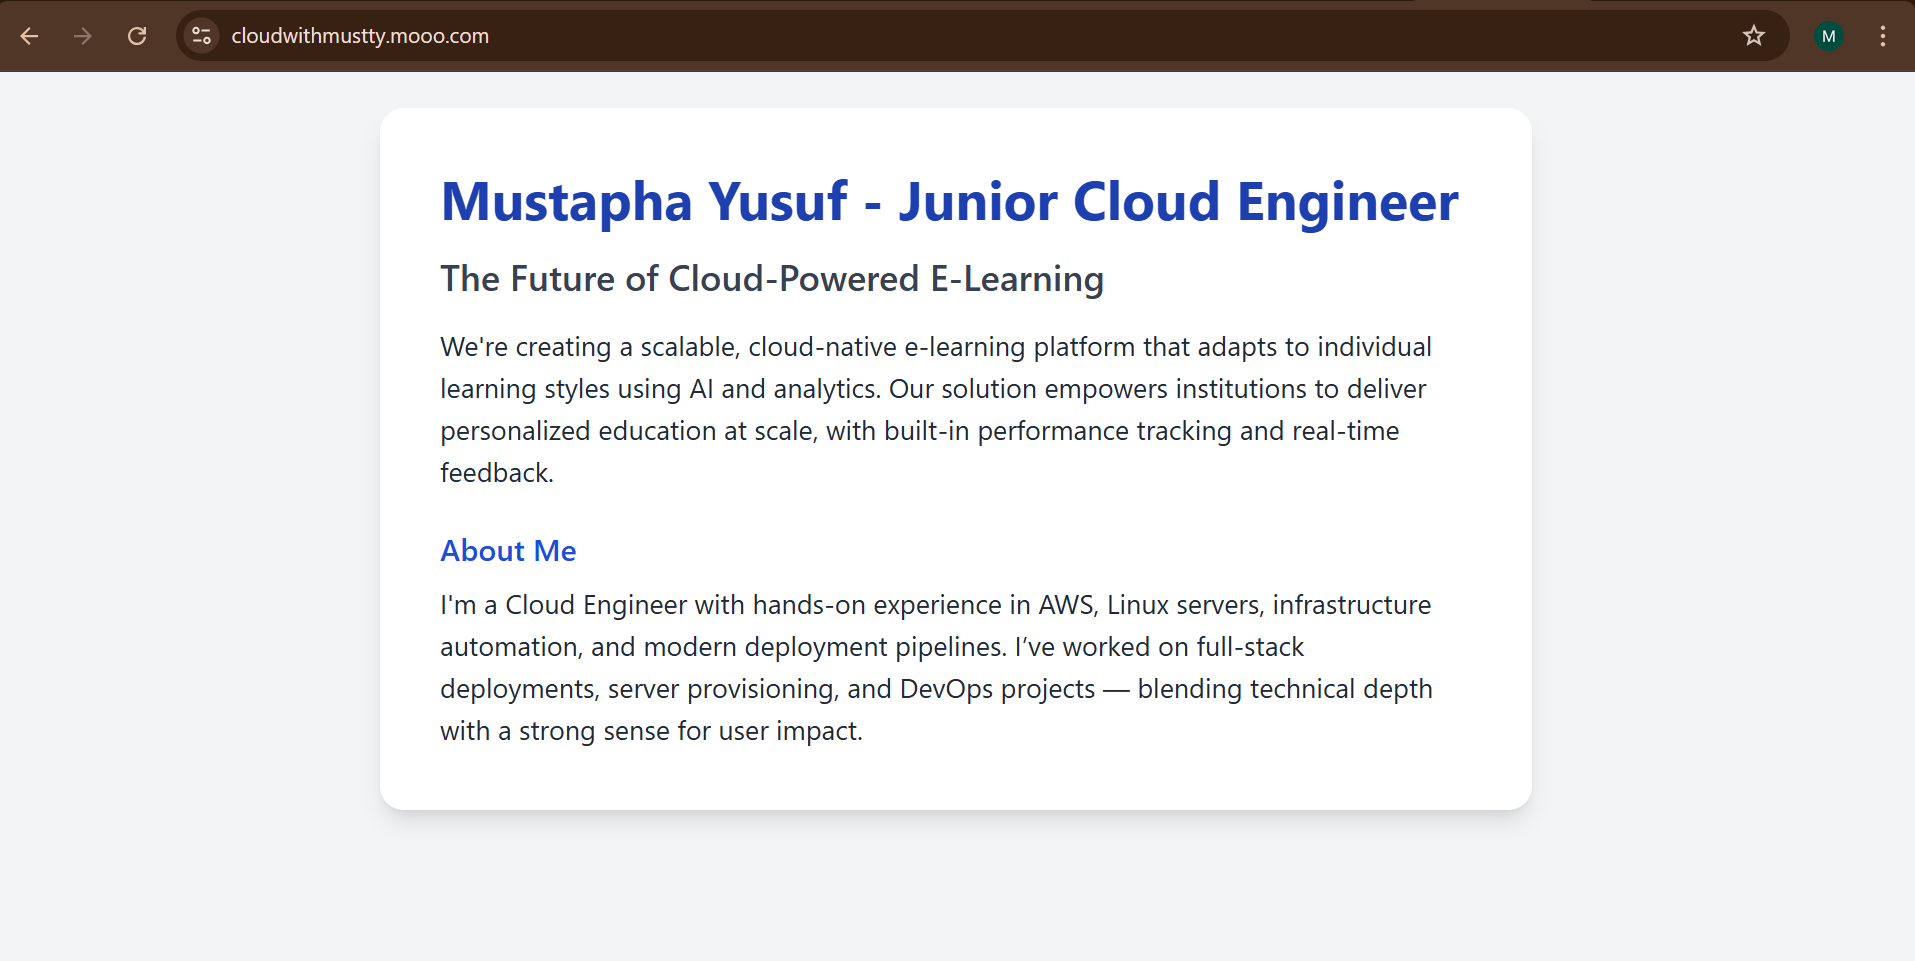 cloudwithmustty.mooo.com
M
Mustapha Yusuf - Junior Cloud Engineer
The Future of Cloud-Powered E-Learning
We're creating a scalable, cloud-native e-learning platform that adapts to individual
learning styles using AI and analytics. Our solution empowers institutions to deliver
personalized education at scale, with built-in performance tracking and real-time
feedback.
About Me
I'm a Cloud Engineer with hands-on experience in AWS, Linux servers, infrastructure
automation, and modern deployment pipelines. I’ve worked on full-stack
deployments, server provisioning, and DevOps projects — blending technical depth
with a strong sense for user impact.